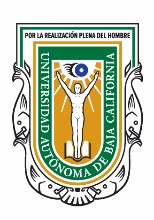 POR LA REALIZACIÓN PLENA DEL HOMBRE
UNIVERSIDAD AUTÓNOMA DE BAJA CALIFORNIA